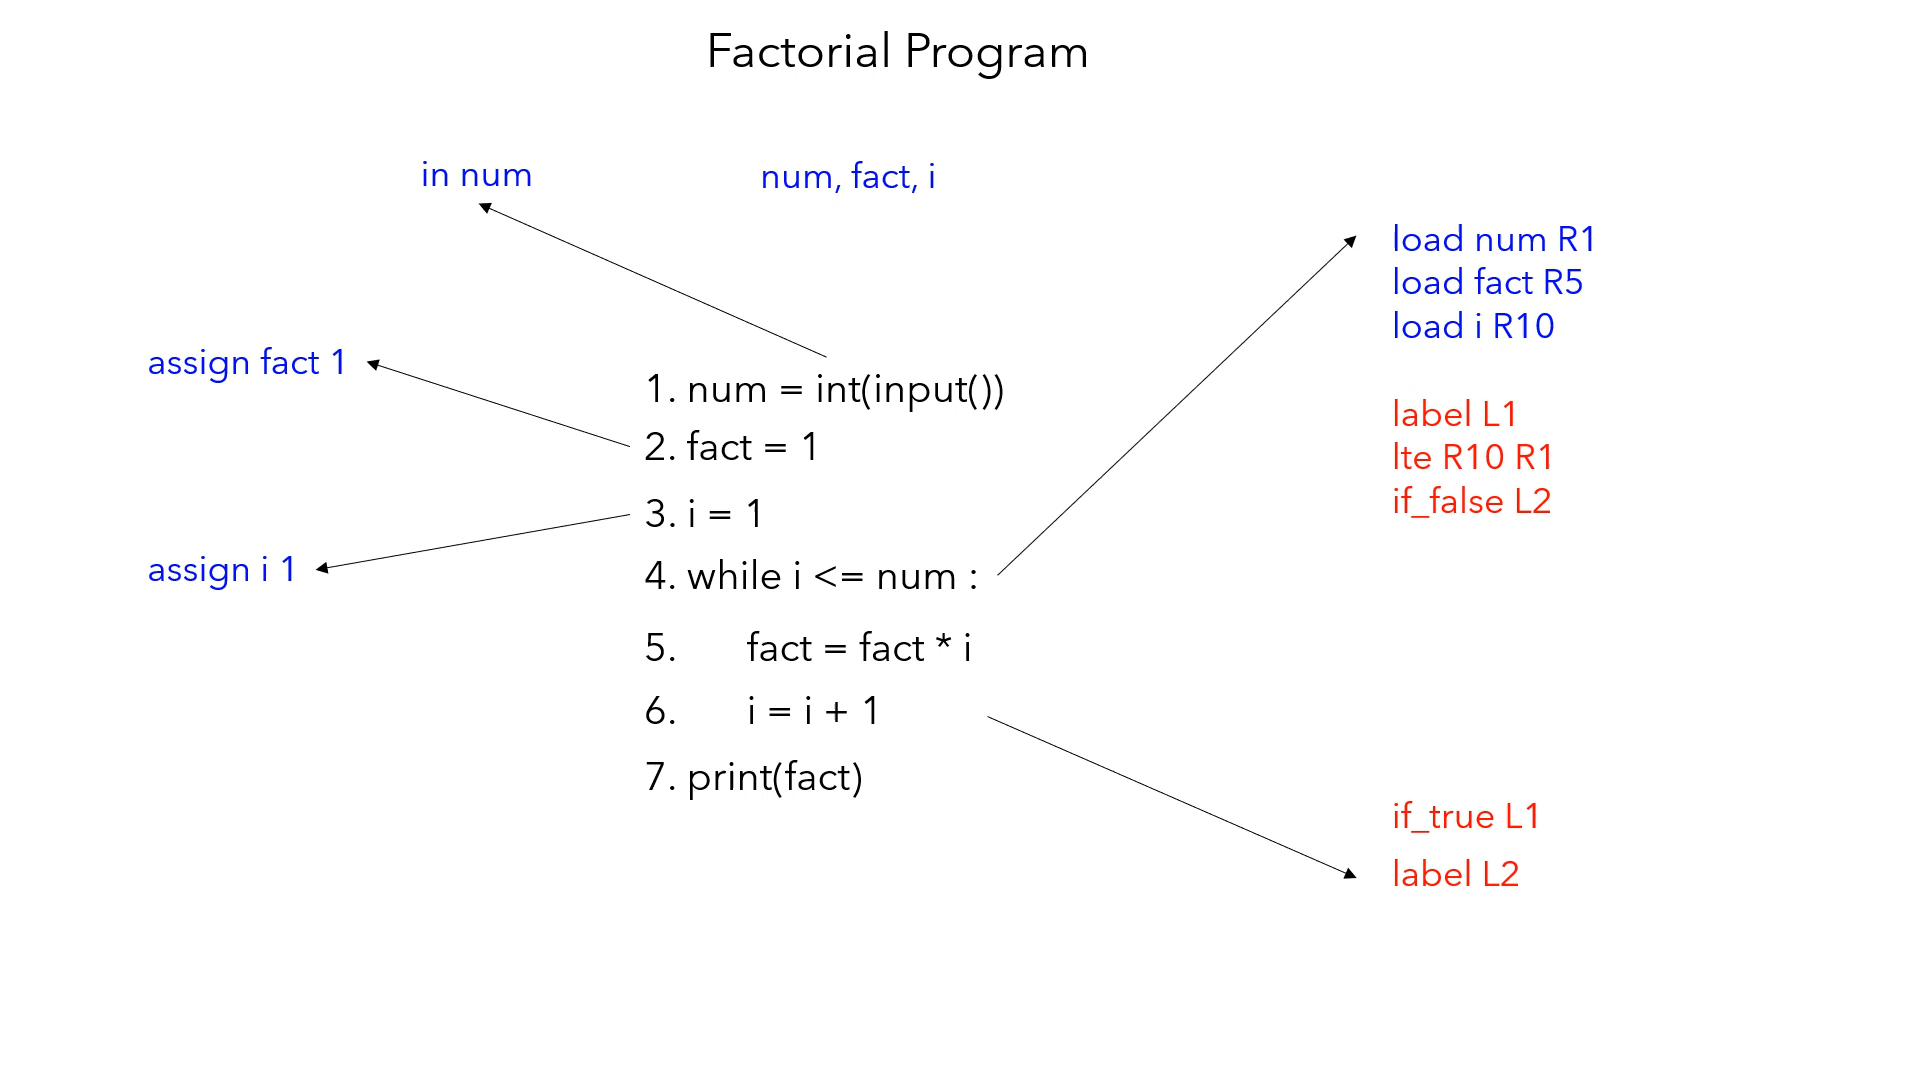 Factorial Program
in num
num, fact, i
assign fact 1
assign i 1
1. num = int(input())
2. fact = 1
3. i = 1
4. while i <= num :
5. fact = fact * i
6. i = i + 1
7. print(fact)
load num R1
load fact R5
load i R10
label L1
lte R10 R1
if_false L2
if_true L1
label L2